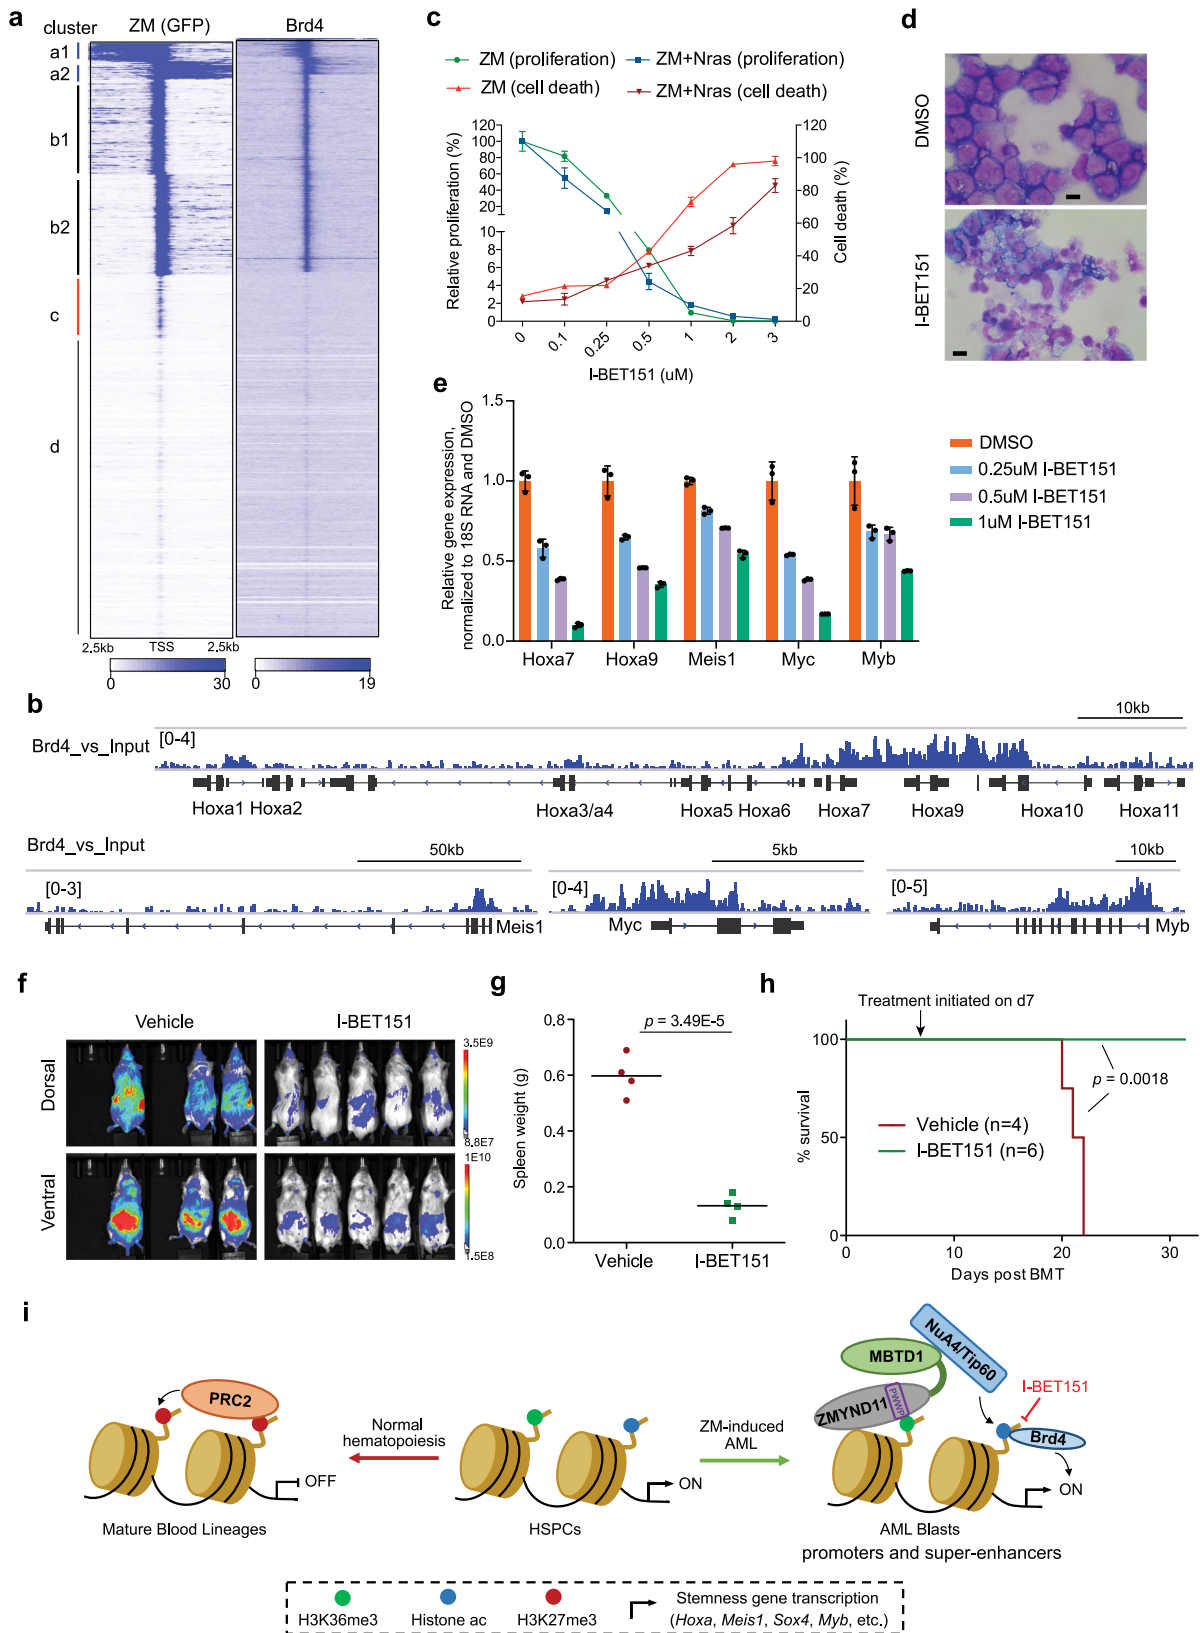 a
cluster
ZM (GFP)
Brd4
a1
a2
b1
b2
c
d
2.5kb TSS 2.5kb
0 30
0 19
c
ZM (proliferation)
ZM+Nras (proliferation)
ZM (cell death)
ZM+Nras (cell death)
Relative proliferation (%)
120
100
80
60
40
20
10
10
8
6
4
2
0
Cell death (%)
120
100
80
60
40
20
0
0 0.1 0.25 0.5 1 2 3
I-BET151 (uM)
d
DMSO
I-BET151
e
Relative gene expression,
normalized to 18S RNA and DMSO
1.5
1.0
0.5
0.0
Hoxa7 Hoxa9 Meis1 Myc Myb
DMSO
0.25uM I-BET151
0.5uM I-BET151
1uM I-BET151
b
10kb
Brd4_vs_Input
[0-4]
Hoxa1 Hoxa2 Hoxa3/a4 Hoxa5 Hoxa6 Hoxa7 Hoxa9 Hoxa10 Hoxa11
Brd4_vs_Input
50kb
5kb
10kb
[0-3]
[0-4]
[0-5]
Meis1
Myc
Myb
f
Vehicle
I-BET151
Dorsal
3.5E9
8.8E7
Ventral
1E10
1.5E8
g
Spleen weight (g)
0.8
0.6
0.4
0.2
0.0
p = 3.49E-5
Vehicle I-BET151
h
Treatment initiated on d7
% survival
100
50
0
p = 0.0018
Vehicle (n=4)
I-BET151 (n=6)
0 10 20 30
Days post BMT
i
PRC2
OFF
Mature Blood Lineages
Normal
hematopoiesis
ON
HSPCs
ZM-induced
AML
MBTD1
NuA4/Tip60
ZMYND11
PWWP
I-BET151
Brd4
ON
AML Blasts
promoters and super-enhancers
H3K36me3
Histone ac
H3K27me3
Stemness gene transcription
(Hoxa, Meis1, Sox4, Myb, etc.)